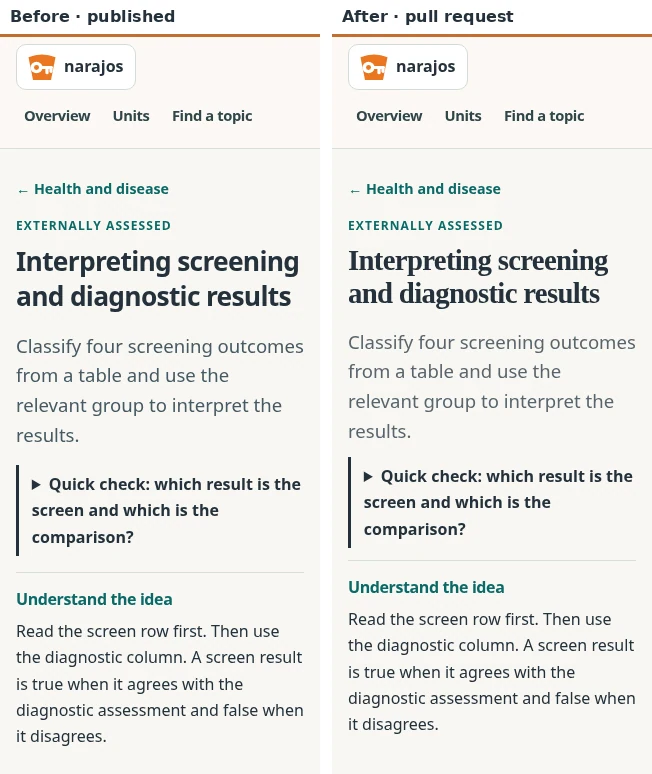 Before · published
narajos
Overview Units Find a topic
← Health and disease
EXTERNALLY ASSESSED
Interpreting screening
and diagnostic results
Classify four screening outcomes
from a table and use the
relevant group to interpret the
results.
▶ Quick check: which result is the
screen and which is the
comparison?
Understand the idea
Read the screen row first. Then use
the diagnostic column. A screen result
is true when it agrees with the
diagnostic assessment and false when
it disagrees.
After · pull request
narajos
Overview Units Find a topic
← Health and disease
EXTERNALLY ASSESSED
Interpreting screening
and diagnostic results
Classify four screening outcomes
from a table and use the
relevant group to interpret the
results.
▶ Quick check: which result is the
screen and which is the
comparison?
Understand the idea
Read the screen row first. Then use
the diagnostic column. A screen result
is true when it agrees with the
diagnostic assessment and false when
it disagrees.